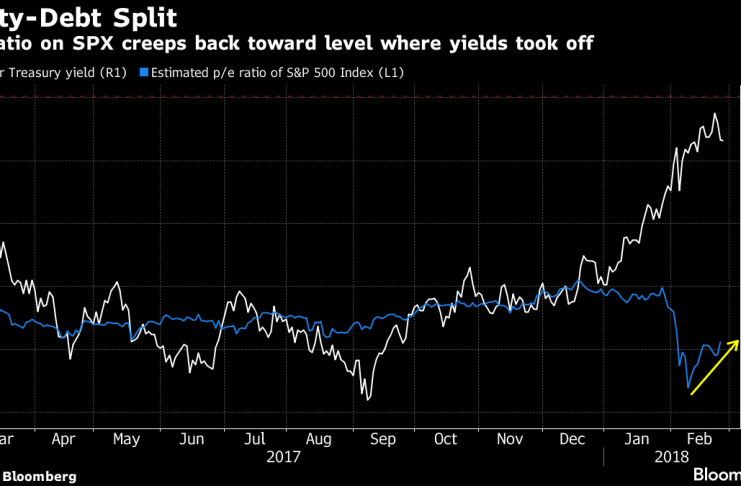 ty-Debt Split
atio on SPX creeps back toward level where yields took off
r Treasury yield (R1) Estimated p/e ratio of S&P 500 Index (L1)
ar Apr May Jun Jul Aug Sep Oct Nov Dec Jan Feb
2017 2018
Bloomberg Bloom